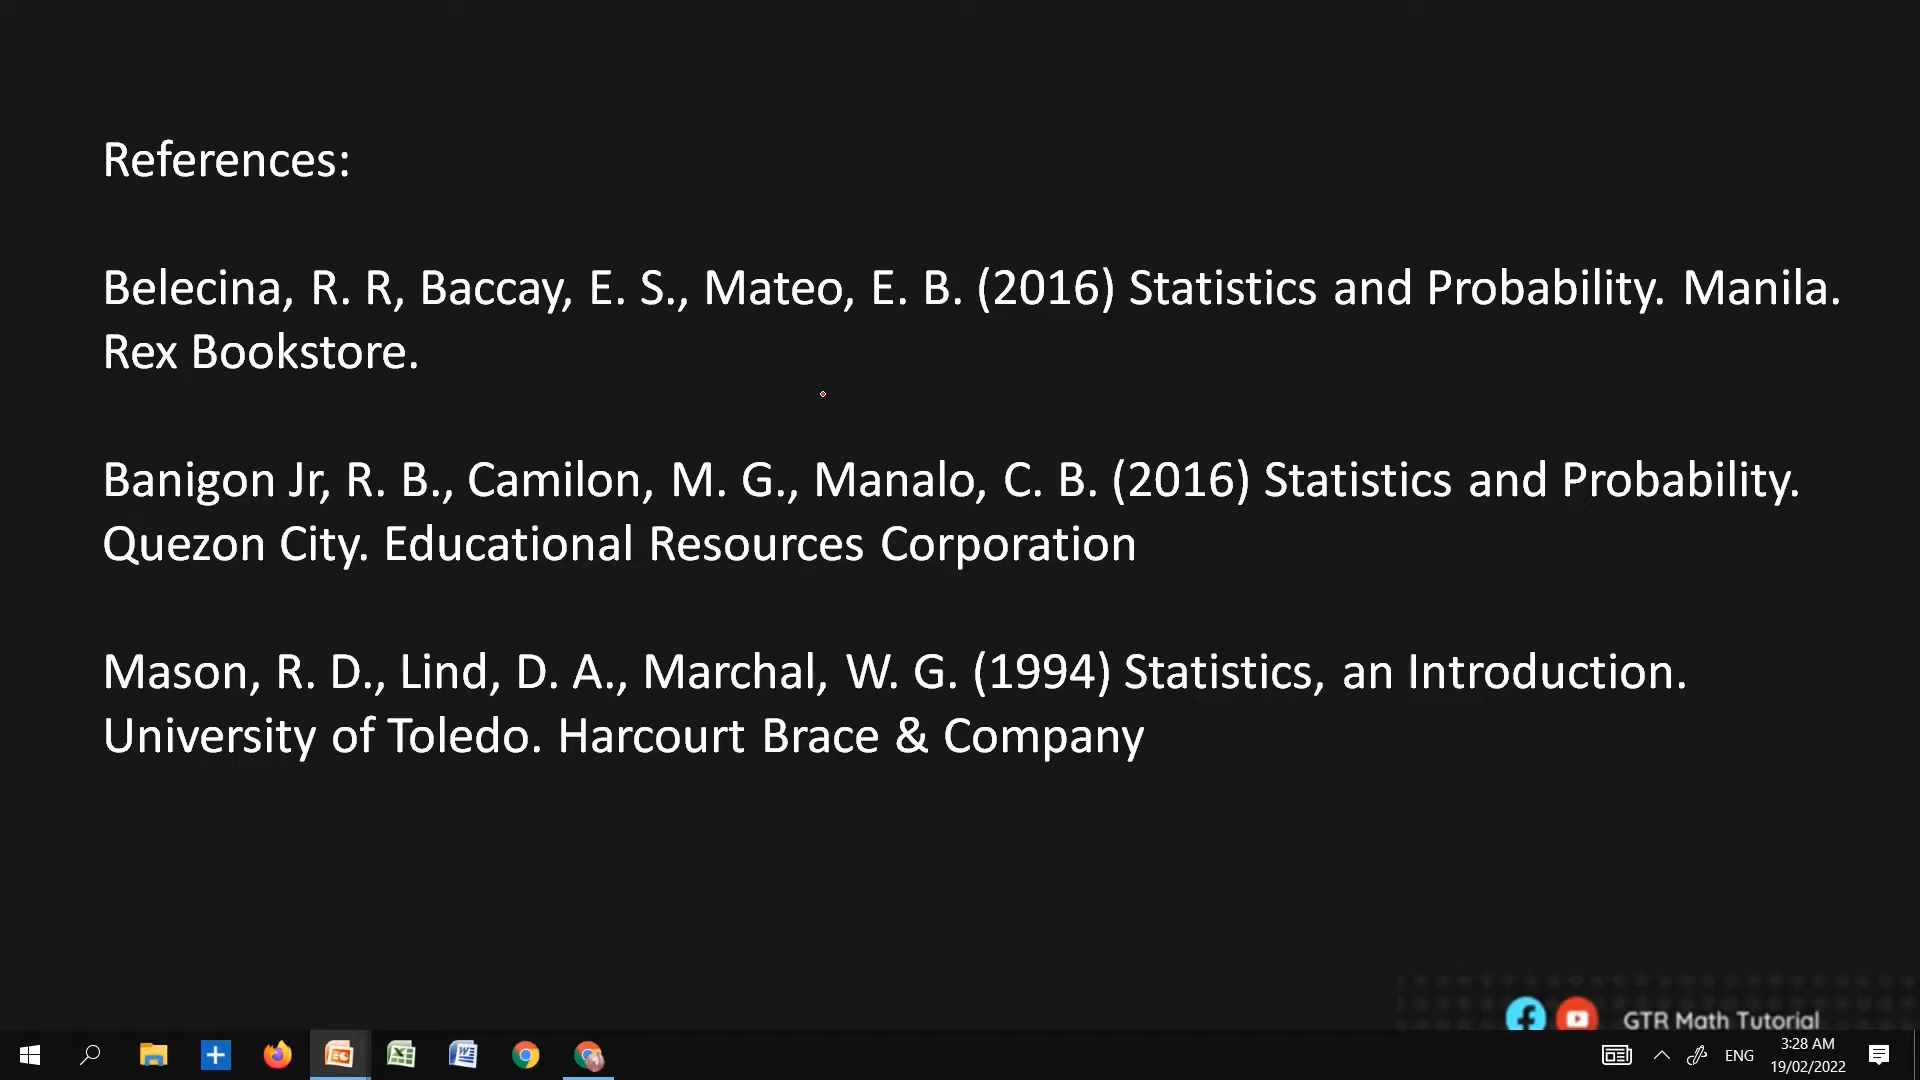 References:
Belecina, R. R, Baccay, E. S., Mateo, E. B. (2016) Statistics and Probability. Manila.
Rex Bookstore.
Banigon Jr, R. B., Camilon, M. G., Manalo, C. B. (2016) Statistics and Probability.
Quezon City. Educational Resources Corporation
Mason, R. D., Lind, D. A., Marchal, W. G. (1994) Statistics, an Introduction.
University of Toledo. Harcourt Brace & Company
GTR Math Tutorial
ENG
3:28 AM
19/02/2022